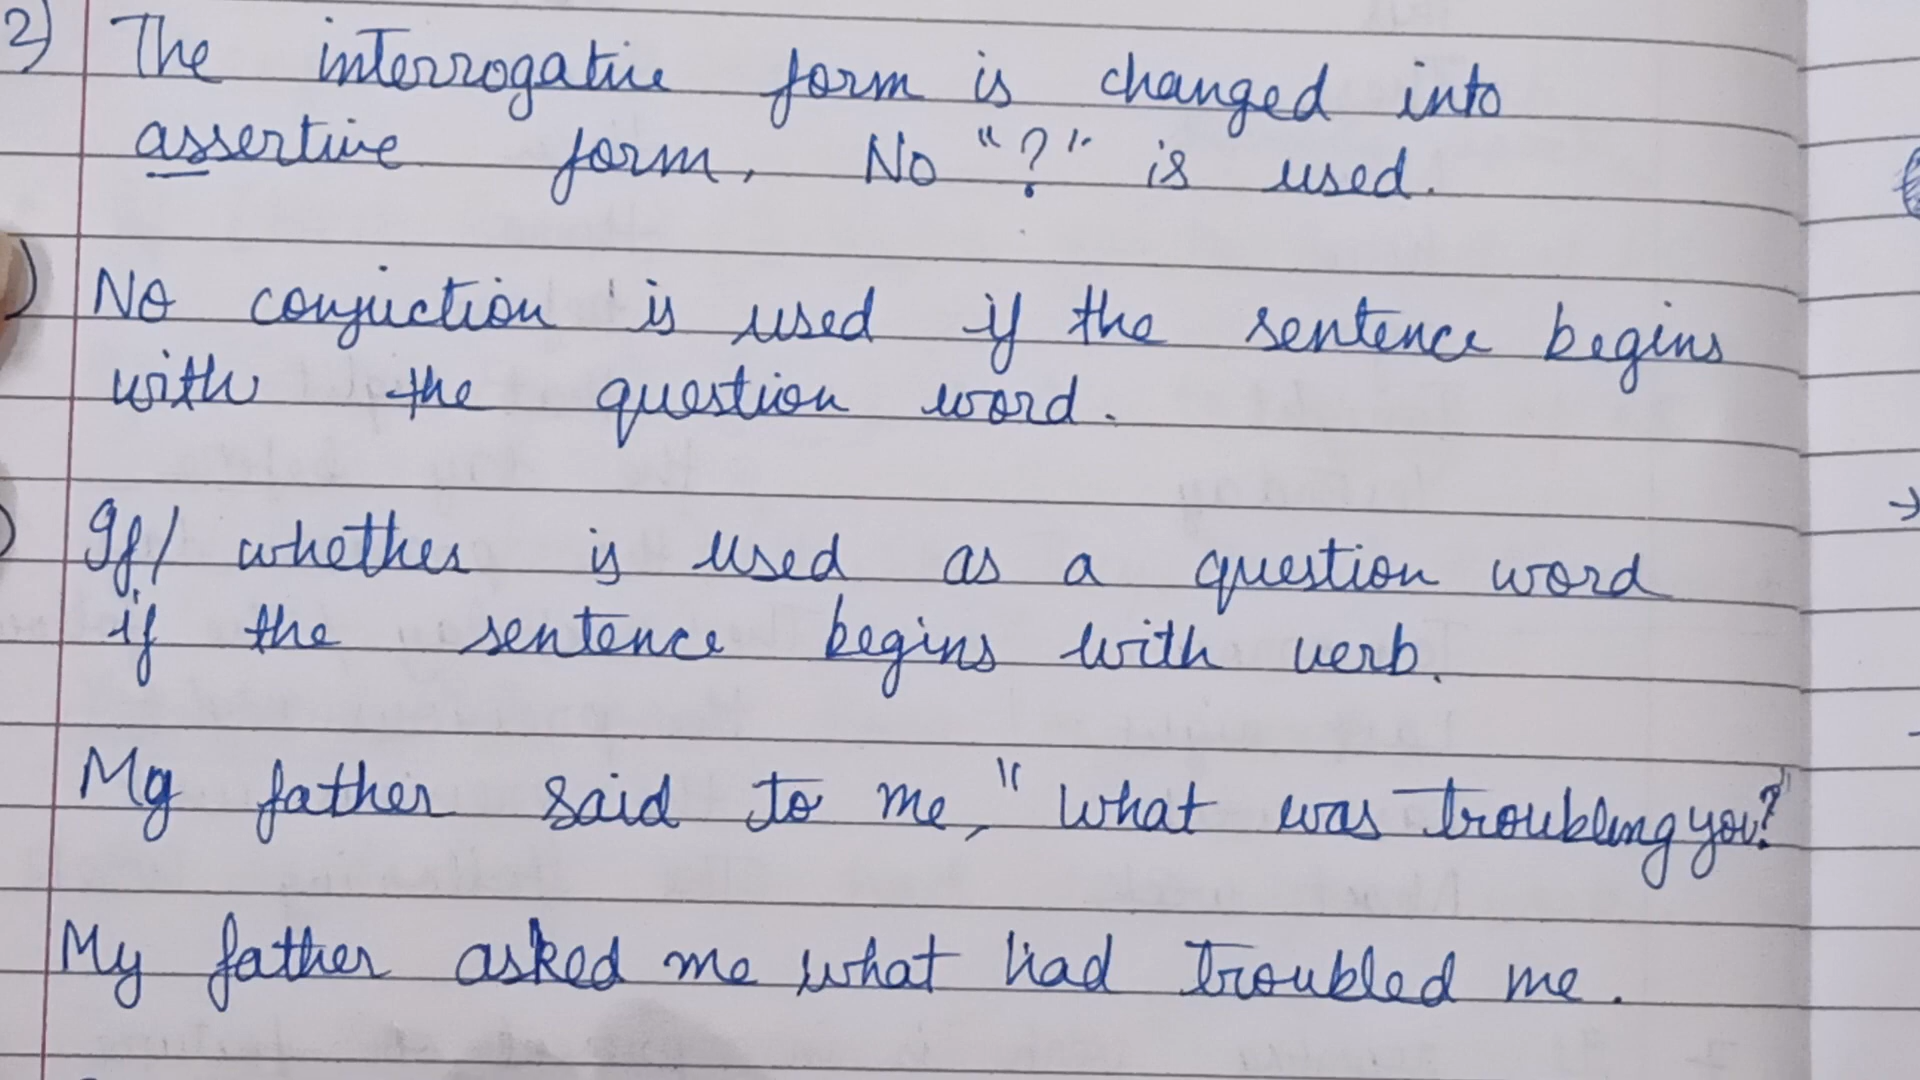 2) The interrogative form is changed into
assertive form. No "?" is used.
) No conjuction is used if the sentence begins
with the question word.
) If/ whether is used as a question word
if the sentence begins with verb.
My father said to me, "What was troubling you?"
My father asked me what had troubled me.